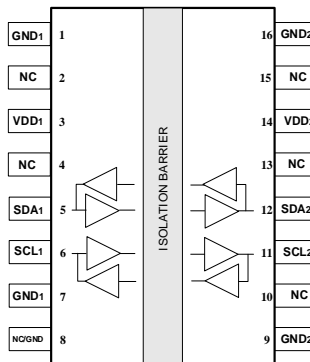 GND1 1 16 GND2
NC 2 15 NC
VDD1 3 14 VDD2
NC 4 13 NC
SDA1 5 12 SDA2
SCL1 6 11 SCL2
GND1 7 10 NC
NC/GND 8 9 GND2
ISOLATION BARRIER